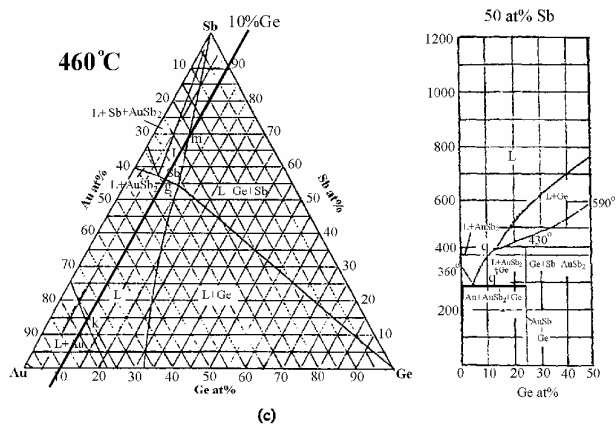 10%Ge
Sb
460°C
10
90
20
80
L+Sb+AuSb2
30
70
m
40
60
L+AuSb2
Sb
L Ge+Sb
50
50
Au at%
Sb at%
60
40
70
30
L
L+Ge
80
20
k
90
10
L+Au
Au
10 20 30 40 50 60 70 80 90
Ge
Ge at%
(c)
50 at% Sb
1200
1000
800
L
600
L+Ge
590°
L+AuSb2
430°
400
q
360°
L+AuSb2
Ge
Ge+Sb AuSb2
q
Au+AuSb2+Ge
200
AuSb
Ge
0 10 20 30 40 50
Ge at%